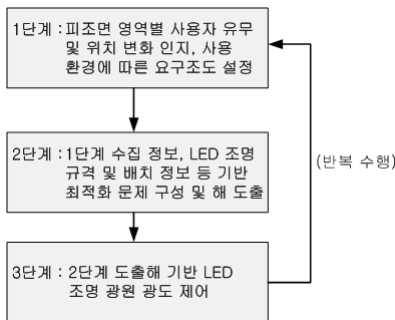 1단계 : 피조면 영역별 사용자 유무
및 위치 변화 인지, 사용
환경에 따른 요구조도 설정
2단계 : 1단계 수집 정보, LED 조명
규격 및 배치 정보 등 기반
최적화 문제 구성 및 해 도출
(반복 수행)
3단계 : 2단계 도출해 기반 LED
조명 광원 광도 제어